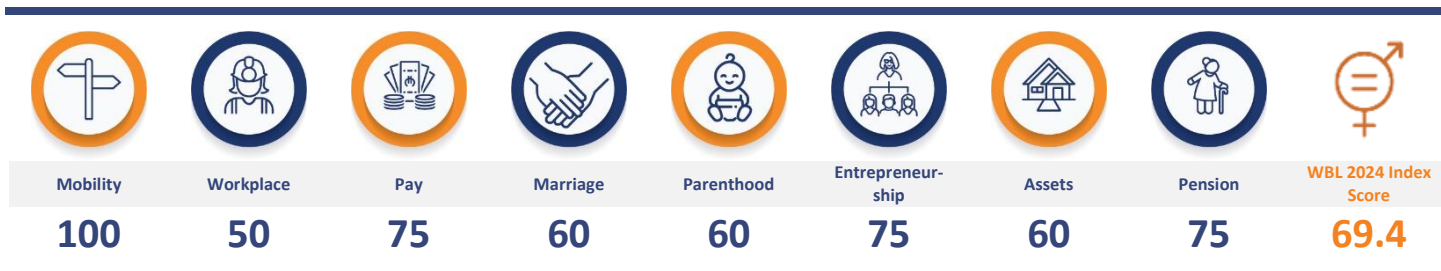 Mobility
Workplace
Pay
Marriage
Parenthood
Entrepreneur-
ship
Assets
Pension
WBL 2024 Index
Score
100
50
75
60
60
75
60
75
69.4